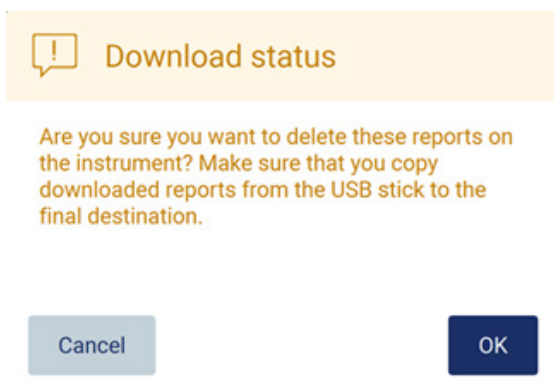 !
Download status
Are you sure you want to delete these reports on
the instrument? Make sure that you copy
downloaded reports from the USB stick to the
final destination.
Cancel
OK